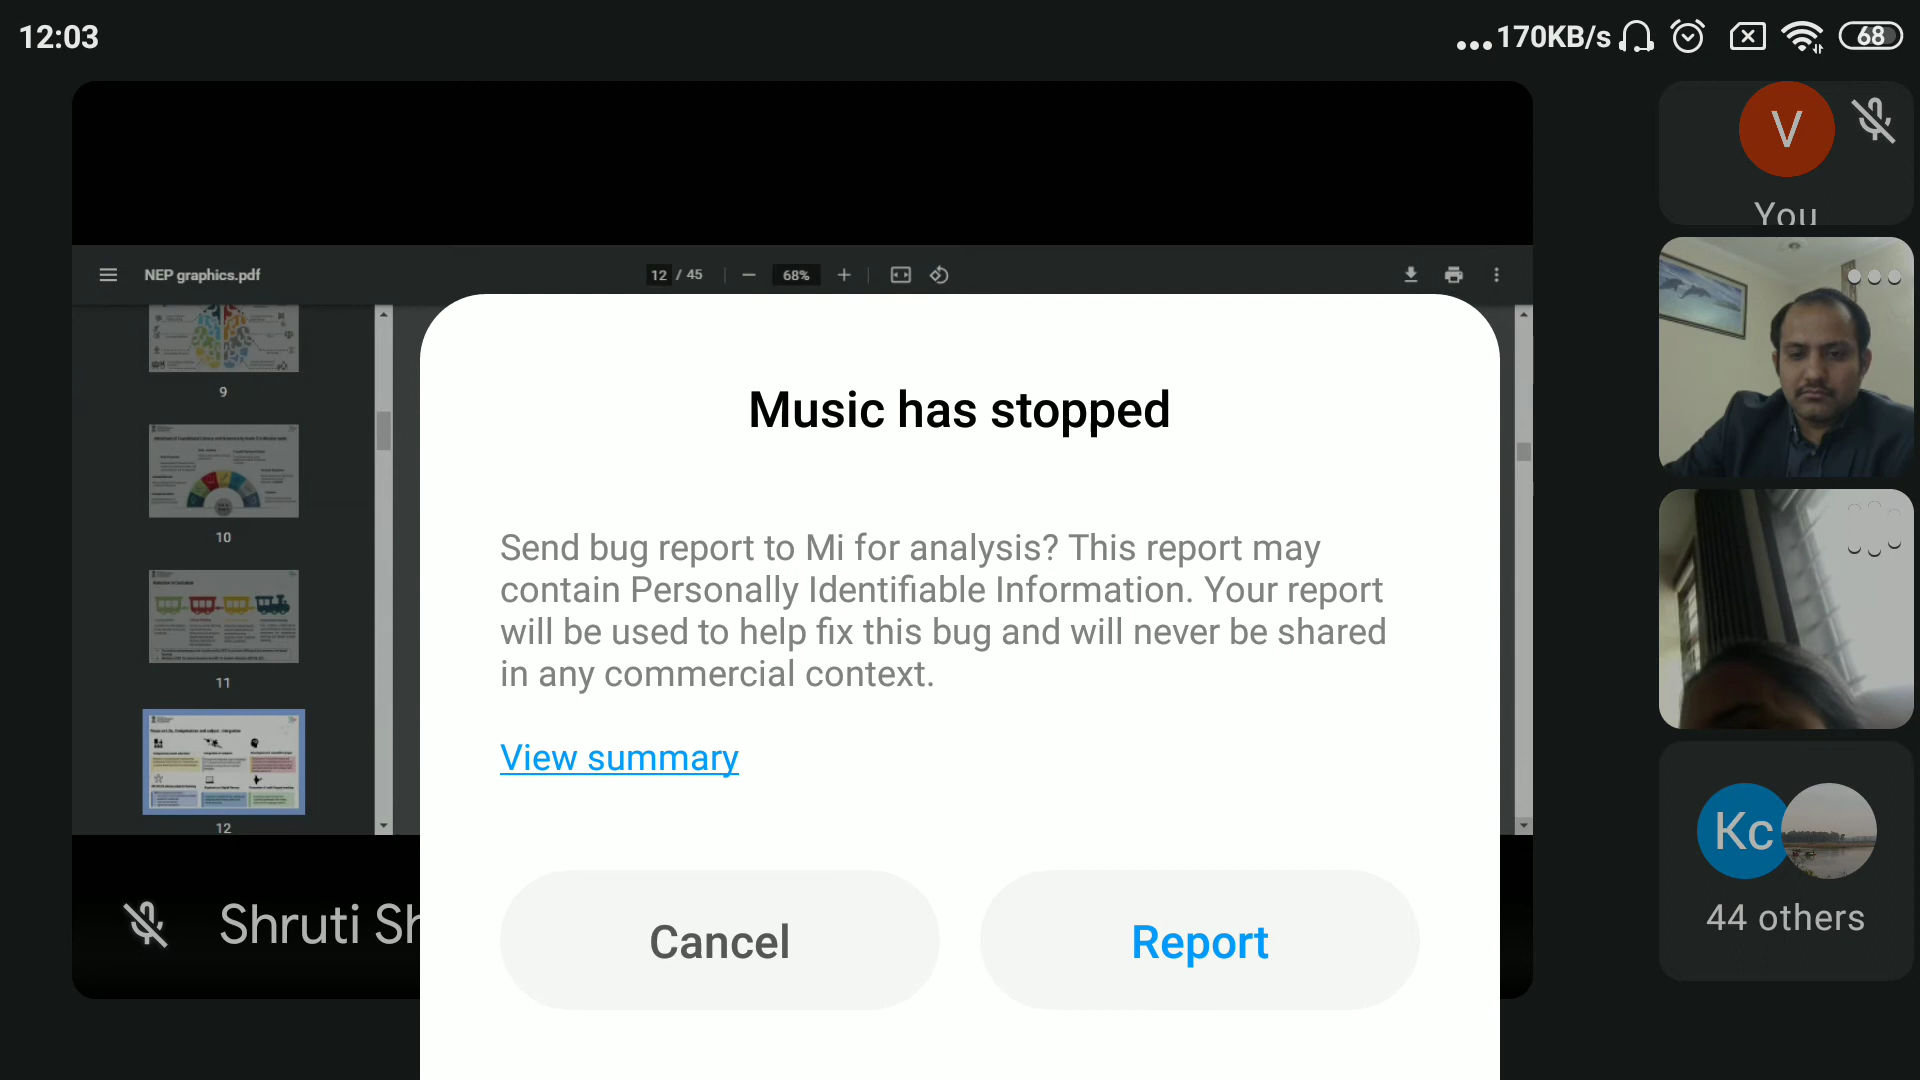 12:03
...170KB/s
68
V
You
NEP graphics.pdf
12 / 45
68%
9
10
11
12
Music has stopped
Send bug report to Mi for analysis? This report may
contain Personally Identifiable Information. Your report
will be used to help fix this bug and will never be shared
in any commercial context.
View summary
Cancel
Report
Shruti Sh
Kc
44 others